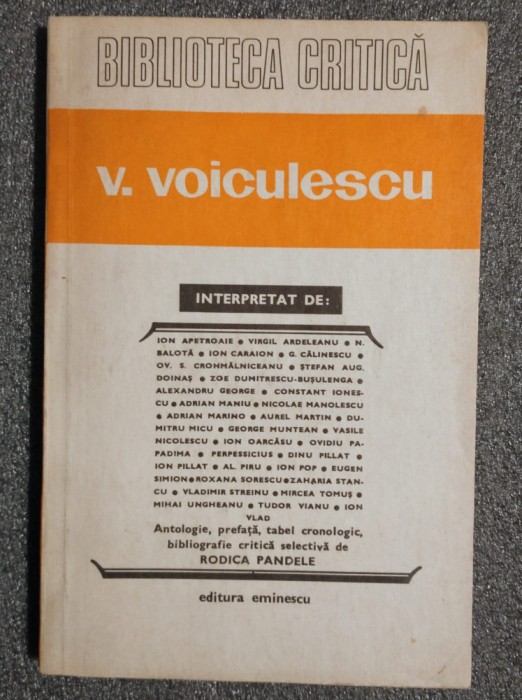 BIBLIOTECA CRITICĂ
v. voiculescu
INTERPRETAT DE:
ION APETROAIE • VIRGIL ARDELEANU • N.
BALOTĂ • ION CARAION • G. CĂLINESCU •
OV. S. CROHMĂLNICEANU • ȘTEFAN AUG.
DOINAȘ • ZOE DUMITRESCU-BUȘULENGA •
ALEXANDRU GEORGE • CONSTANT IONES-
CU • ADRIAN MANIU • NICOLAE MANOLESCU
• ADRIAN MARINO • AUREL MARTIN • DU-
MITRU MICU • GEORGE MUNTEAN • VASILE
NICOLESCU • ION OARCĂSU • OVIDIU PA-
PADIMA • PERPESSICIUS • DINU PILLAT •
ION PILLAT • AL. PIRU • ION POP • EUGEN
SIMION • ROXANA SORESCU • ZAHARIA STAN-
CU • VLADIMIR STREINU • MIRCEA TOMUȘ •
MIHAI UNGHEANU • TUDOR VIANU • ION
VLAD
Antologie, prefață, tabel cronologic,
bibliografie critică selectivă de
RODICA PANDELE
editura eminescu